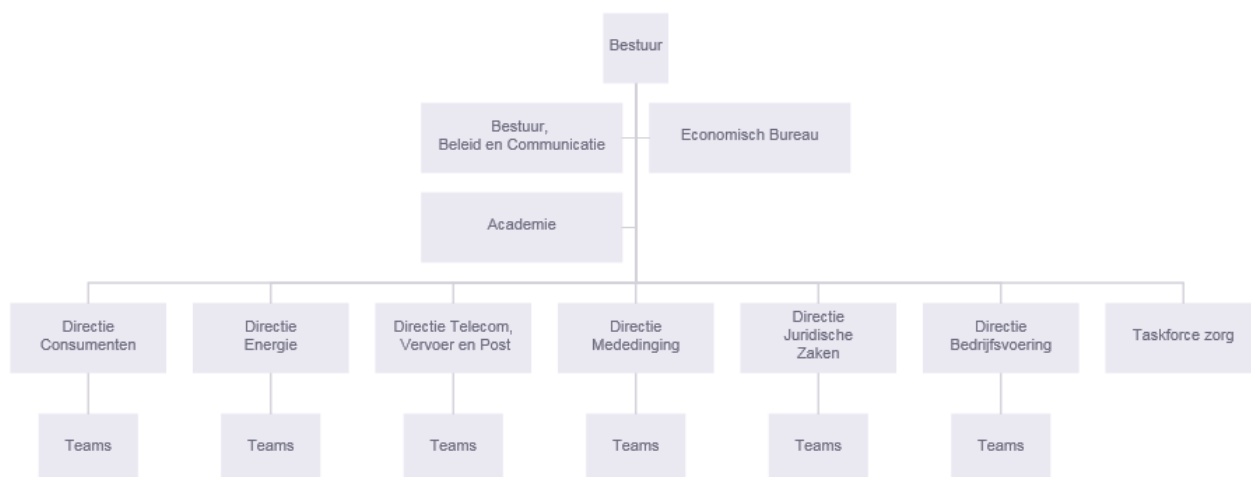 Bestuur
Bestuur,
Beleid en Communicatie
Economisch Bureau
Academie
Directie
Consumenten
Directie
Energie
Directie Telecom,
Vervoer en Post
Directie
Mededinging
Directie
Juridische
Zaken
Directie
Bedrijfsvoering
Taskforce zorg
Teams
Teams
Teams
Teams
Teams
Teams